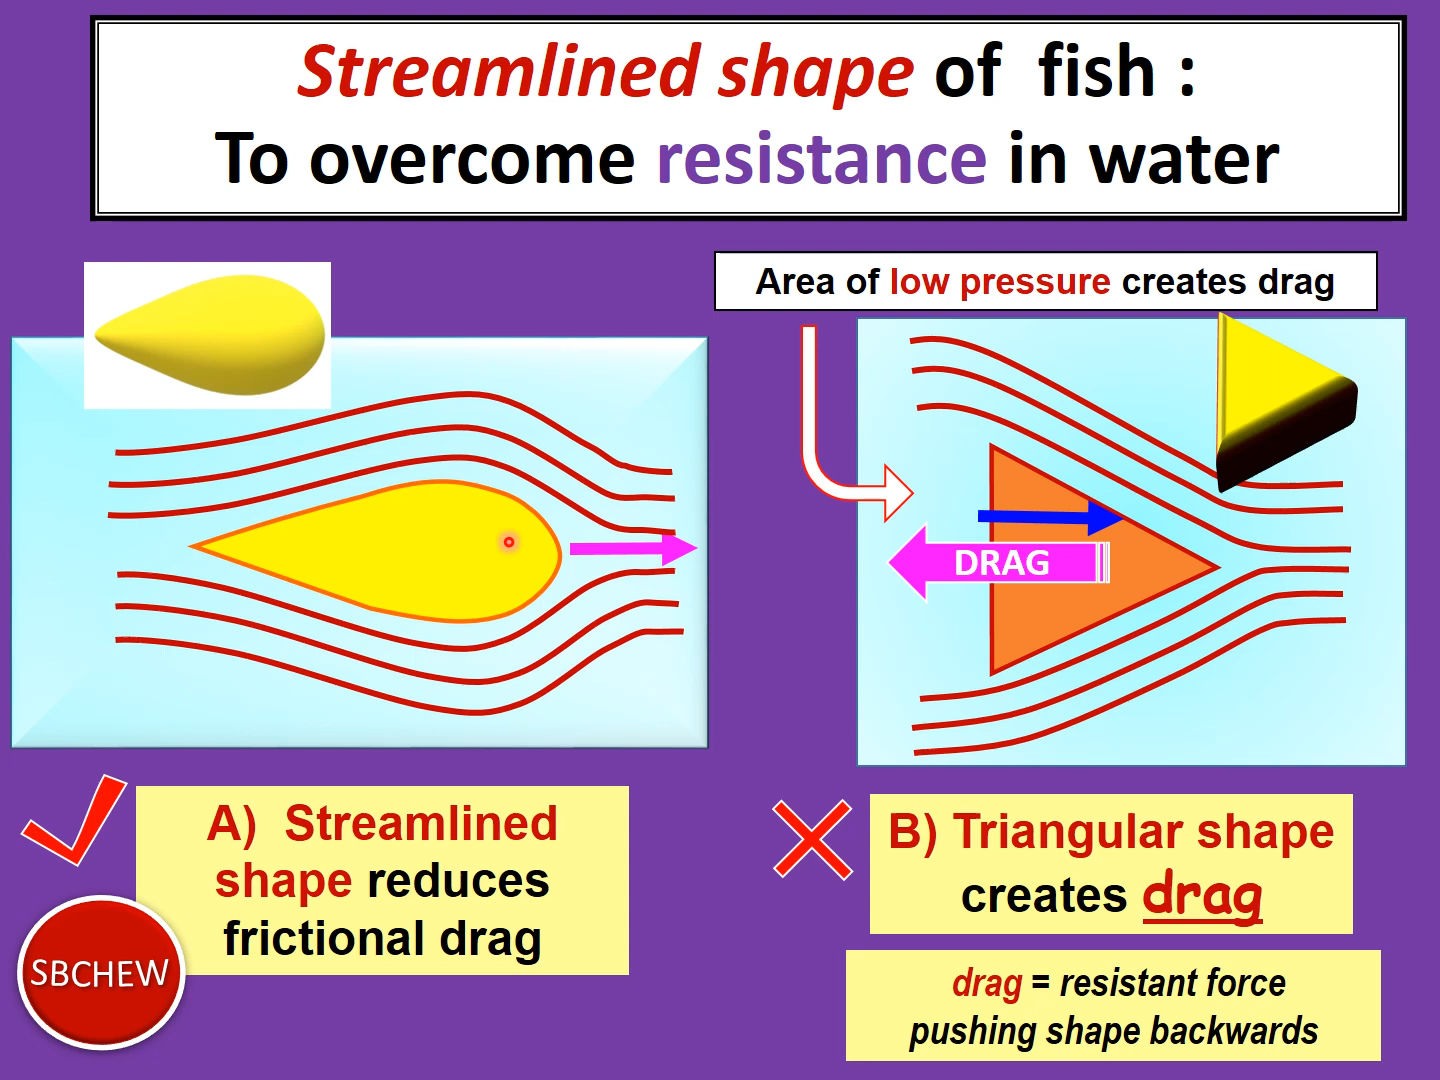 Streamlined shape of fish :
To overcome resistance in water
Area of low pressure creates drag
DRAG
A) Streamlined
shape reduces
frictional drag
B) Triangular shape
creates drag
drag = resistant force
pushing shape backwards
SBCHEW